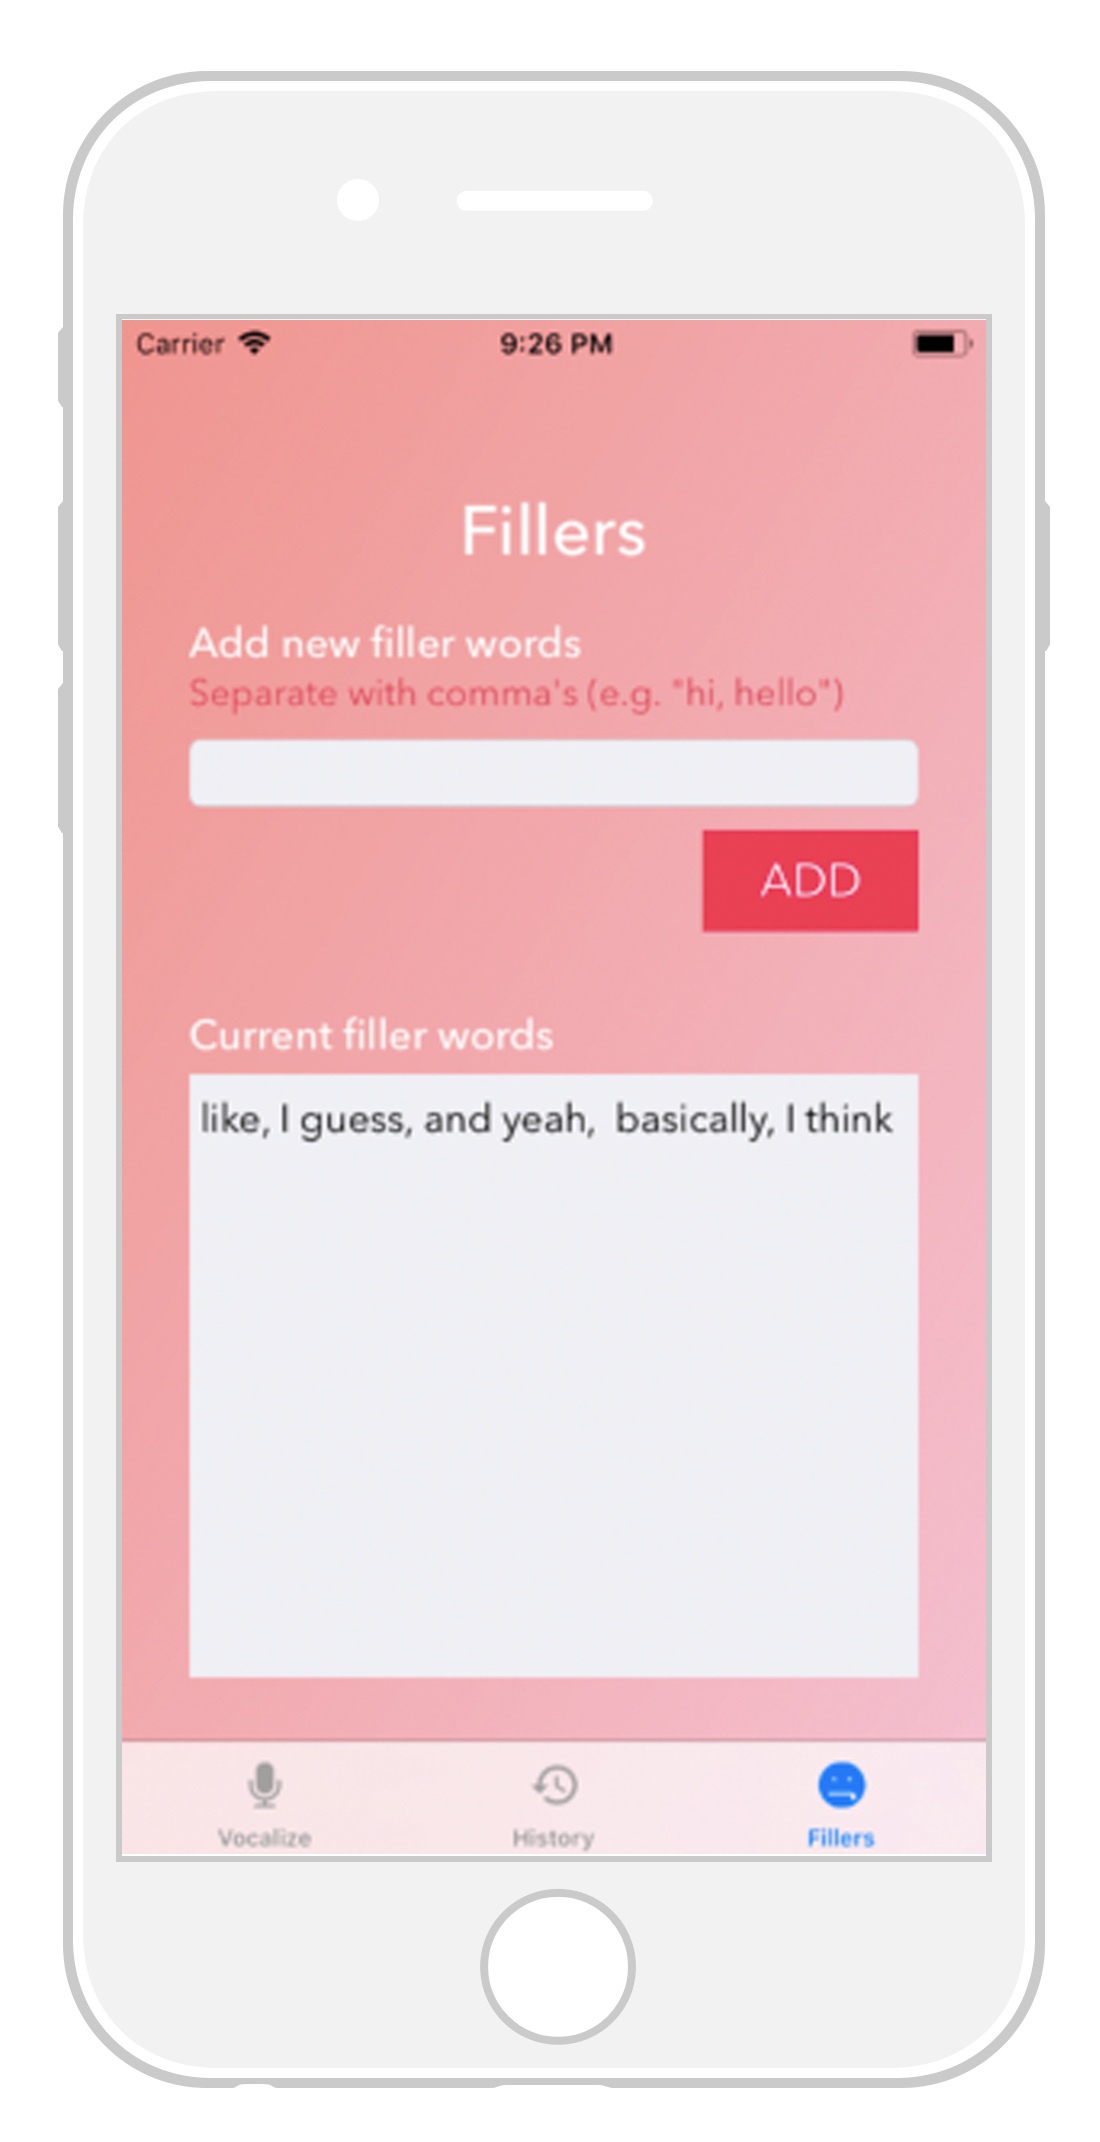 Carrier 9:26 PM
Fillers
Add new filler words
Separate with comma's (e.g. "hi, hello")
ADD
Current filler words
like, I guess, and yeah,  basically, I think
Vocalize History Fillers